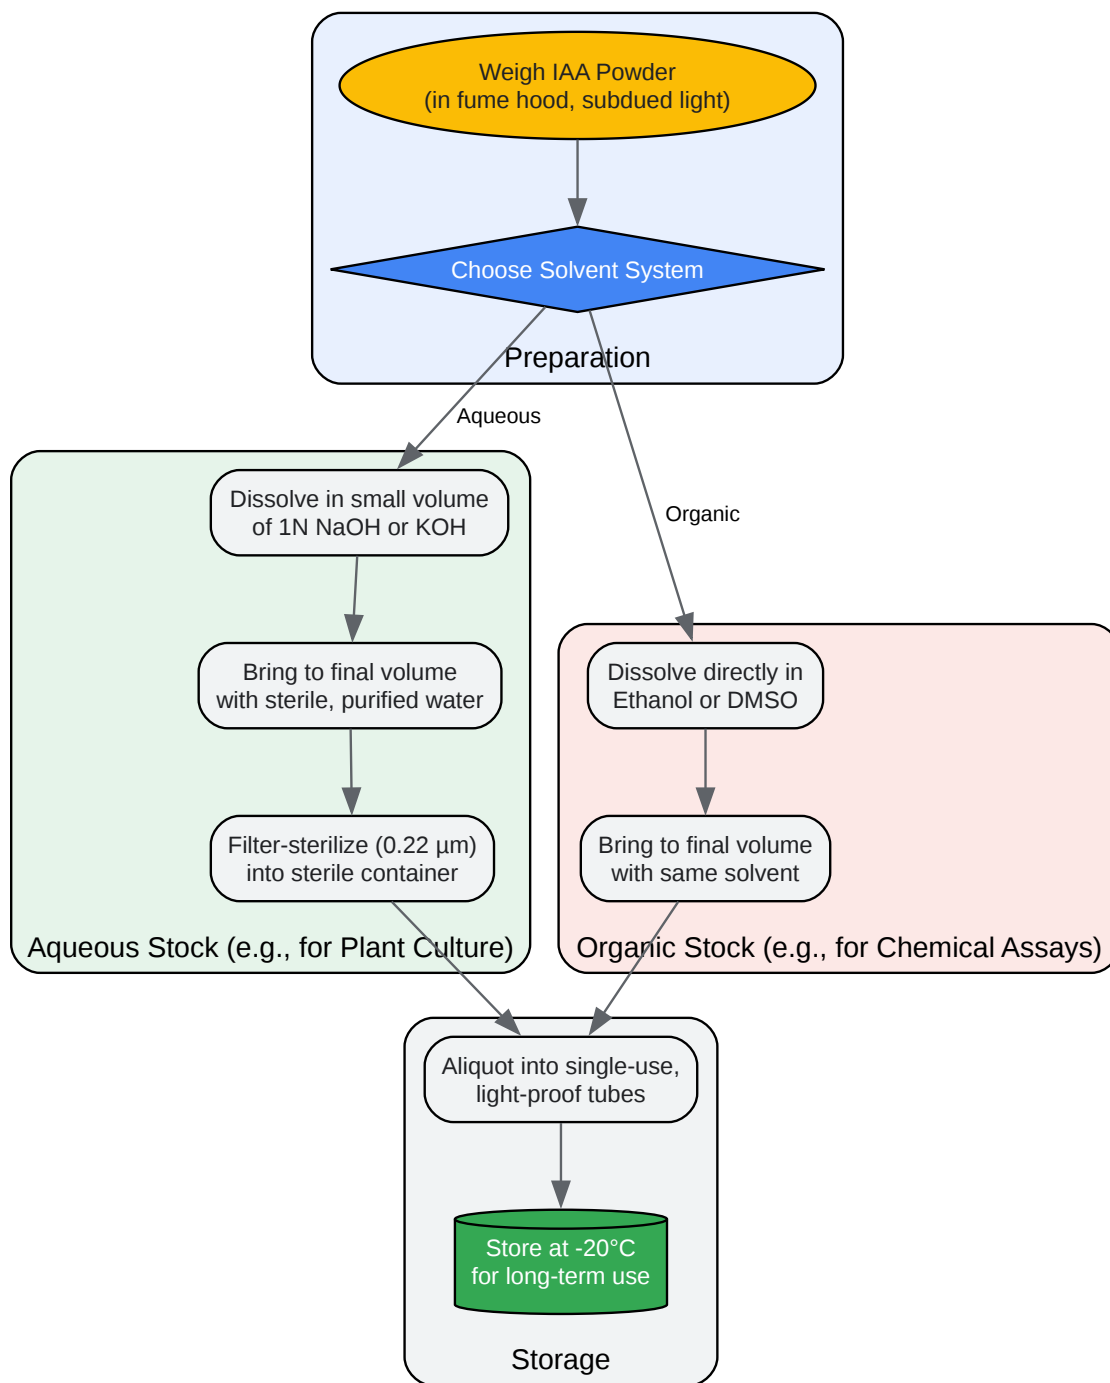 Weigh IAA Powder
(in fume hood, subdued light)
Choose Solvent System
Preparation
Aqueous
Organic
Dissolve in small volume
of 1N NaOH or KOH
Bring to final volume
with sterile, purified water
Filter-sterilize (0.22 µm)
into sterile container
Aqueous Stock (e.g., for Plant Culture)
Dissolve directly in
Ethanol or DMSO
Bring to final volume
with same solvent
Organic Stock (e.g., for Chemical Assays)
Aliquot into single-use,
light-proof tubes
Store at -20°C
for long-term use
Storage